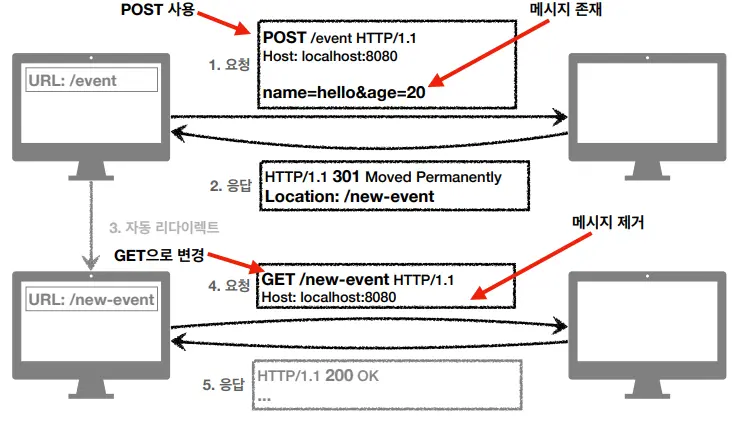 POST 사용
메시지 존재
URL: /event
1. 요청
POST /event HTTP/1.1
Host: localhost:8080
name=hello&age=20
2. 응답
HTTP/1.1 301 Moved Permanently
Location: /new-event
3. 자동 리다이렉트
메시지 제거
GET으로 변경
URL: /new-event
4. 요청
GET /new-event HTTP/1.1
Host: localhost:8080
5. 응답
HTTP/1.1 200 OK
...